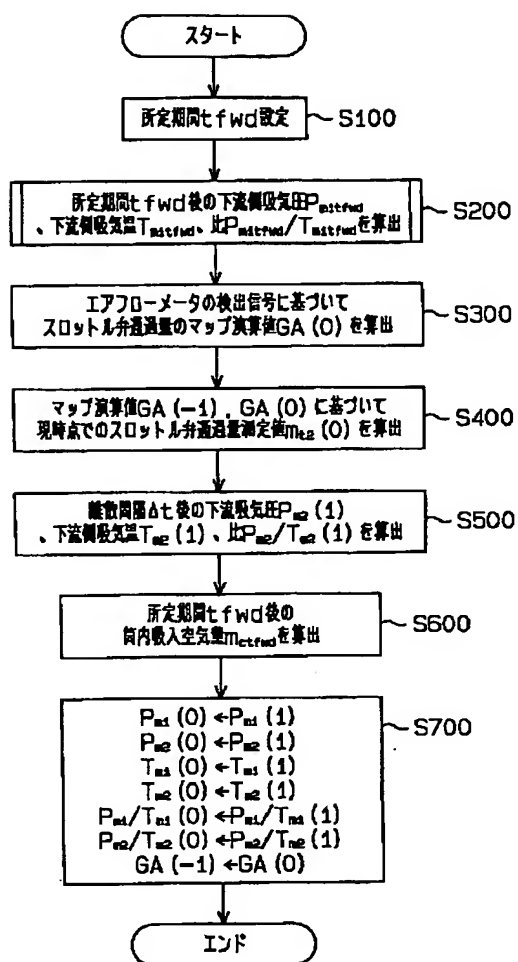 スタート
所定期間tfwd設定
S100
所定期間tfwd後の下流側吸気圧Pm1tfwd
、下流側吸気温Tm1tfwd、比Pm1tfwd/Tm1tfwdを算出
S200
エアフローメータの検出信号に基づいて
スロットル弁通過量のマップ演算値GA(0)を算出
S300
マップ演算値GA(-1),GA(0)に基づいて
現時点でのスロットル弁通過量測定値mt2(0)を算出
S400
離散間隔Δt後の下流吸気圧Pm2(1)
、下流側吸気温Tm2(1)、比Pm2/Tm2(1)を算出
S500
所定期間tfwd後の
筒内吸入空気量mctfwdを算出
S600
Pm1(0)←Pm1(1)
Pm2(0)←Pm2(1)
Tm1(0)←Tm1(1)
Tm2(0)←Tm2(1)
Pm1/Tm1(0)←Pm1/Tm1(1)
Pm2/Tm2(0)←Pm2/Tm2(1)
GA(-1)←GA(0)
S700
エンド